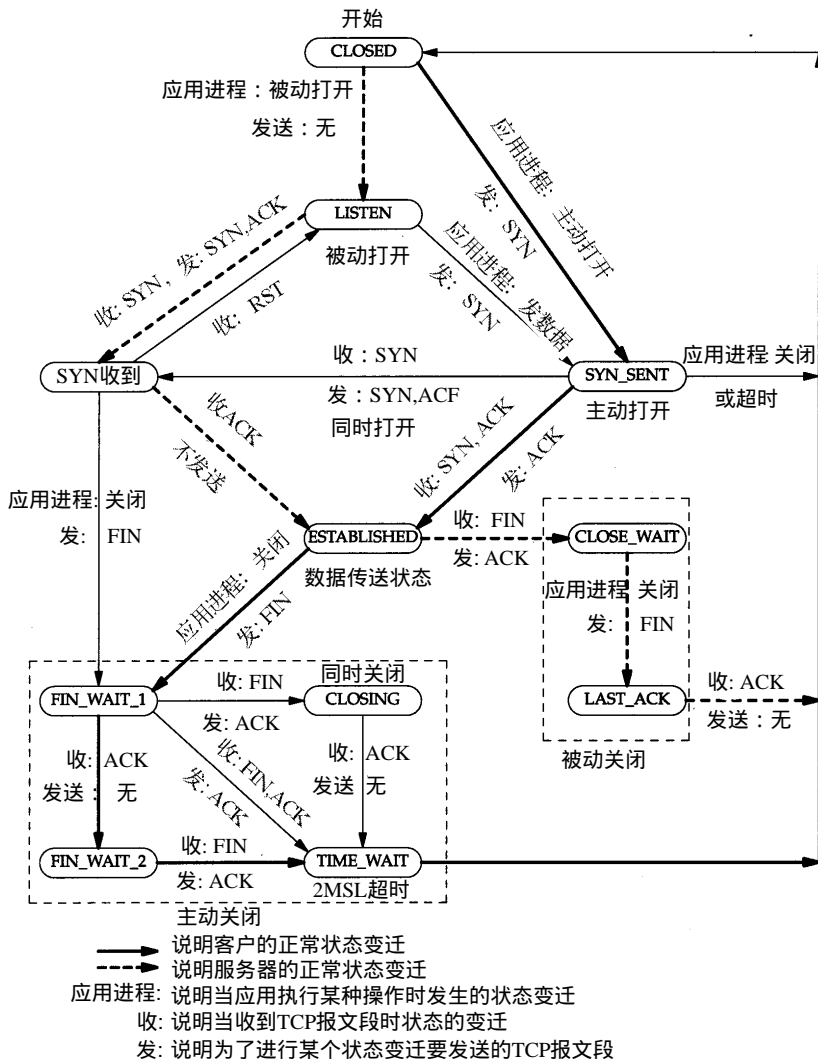 开始
CLOSED
应用进程：被动打开
发送：无
应用进程: 主动打开
发: SYN
LISTEN
被动打开
收: SYN, 发: SYN,ACK
收: RST
应用进程: 发数据
发: SYN
SYN收到
收：SYN
发：SYN,ACF
同时打开
SYN_SENT
主动打开
应用进程: 关闭
或超时
收ACK
不发送
收: SYN, ACK
发: ACK
应用进程: 关闭
发: FIN
ESTABLISHED
数据传送状态
收: FIN
发: ACK
CLOSE_WAIT
应用进程: 关闭
发: FIN
LAST_ACK
收: ACK
发送：无
被动关闭
应用进程: 关闭
发: FIN
FIN_WAIT_1
收: FIN
发: ACK
同时关闭
CLOSING
收: ACK
发送： 无
收: FIN,ACK
发: ACK
收: ACK
发送 无
FIN_WAIT_2
收: FIN
发: ACK
TIME_WAIT
2MSL超时
主动关闭
说明客户的正常状态变迁
说明服务器的正常状态变迁
应用进程: 说明当应用执行某种操作时发生的状态变迁
收: 说明当收到TCP报文段时状态的变迁
发: 说明为了进行某个状态变迁要发送的TCP报文段